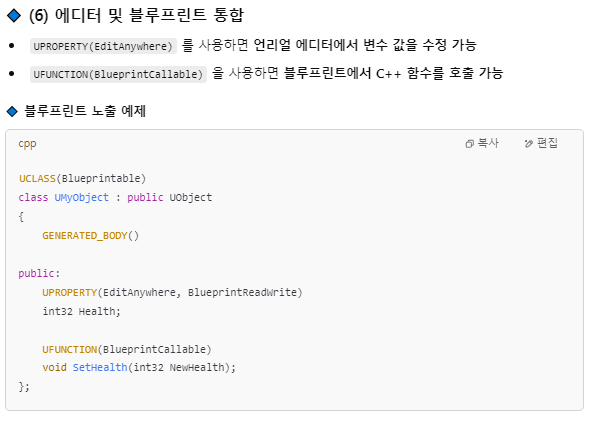 (6) 에디터 및 블루프린트 통합
UPROPERTY(EditAnywhere) 를 사용하면 언리얼 에디터에서 변수 값을 수정 가능
UFUNCTION(BlueprintCallable) 을 사용하면 블루프린트에서 C++ 함수를 호출 가능
블루프린트 노출 예제
cpp 복사 편집
UCLASS(Blueprintable)
class UMyObject : public UObject
{
    GENERATED_BODY()

public:
    UPROPERTY(EditAnywhere, BlueprintReadWrite)
    int32 Health;

    UFUNCTION(BlueprintCallable)
    void SetHealth(int32 NewHealth);
};